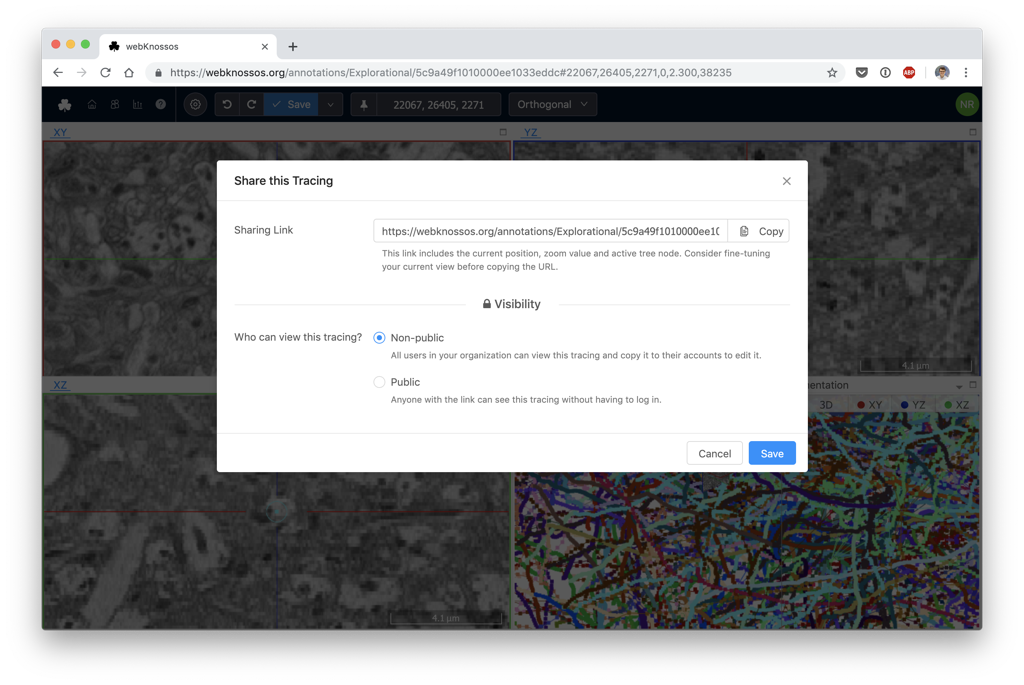 webKnossos
https://webknossos.org/annotations/Explorational/5c9a49f1010000ee1033eddc#22067,26405,2271,0,2.300,38235
ABP
Save
22067, 26405, 2271
Orthogonal
NR
XY
YZ
Share this Tracing
Sharing Link
https://webknossos.org/annotations/Explorational/5c9a49f1010000ee10
Copy
This link includes the current position, zoom value and active tree node. Consider fine-tuning
your current view before copying the URL.
Visibility
Who can view this tracing?
Non-public
All users in your organization can view this tracing and copy it to their accounts to edit it.
4.1 µm
Public
XZ
entation
Anyone with the link can see this tracing without having to log in.
3D
XY
YZ
XZ
Cancel
Save
4.1 µm